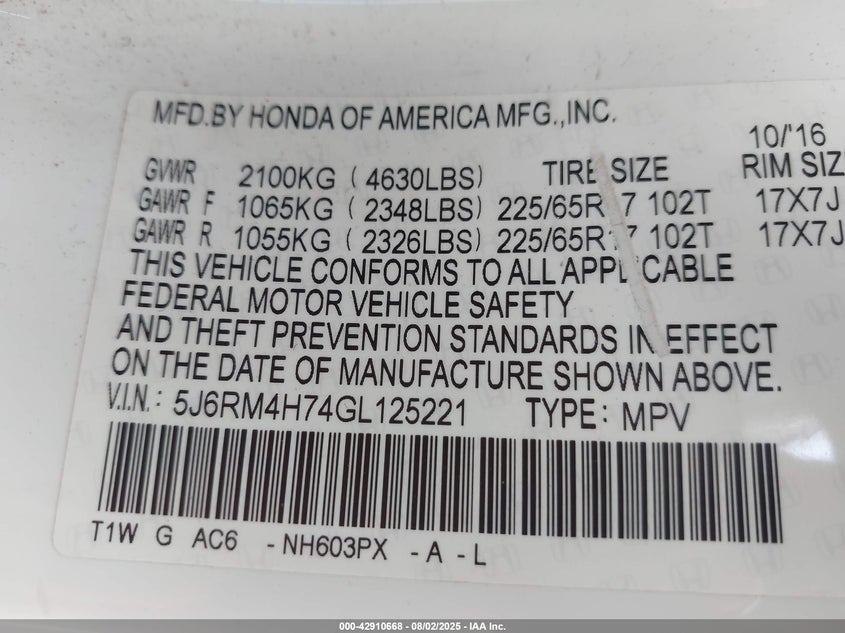 MFD.BY HONDA OF AMERICA MFG.,INC.
10/'16
GVWR 2100KG ( 4630LBS) TIRE SIZE RIM SIZ
GAWR F 1065KG ( 2348LBS) 225/65R 7 102T 17X7J
GAWR R 1055KG ( 2326LBS) 225/65R17 102T 17X7J
THIS VEHICLE CONFORMS TO ALL APPLICABLE
FEDERAL MOTOR VEHICLE SAFETY
AND THEFT PREVENTION STANDARDS IN EFFECT
ON THE DATE OF MANUFACTURE SHOWN ABOVE.
V.I.N.: 5J6RM4H74GL125221 TYPE: MPV
T1W G AC6 -NH603PX -A -L
000-42910668 - 08/02/2025 - IAA Inc.